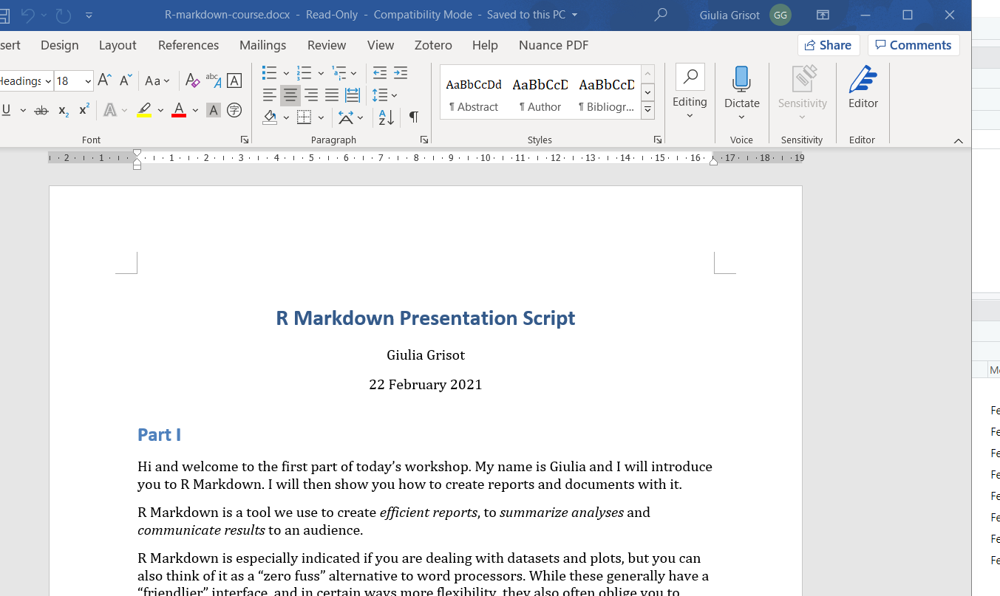 R-markdown-course.docx - Read-Only - Compatibility Mode - Saved to this PC
Giulia Grisot GG
sert Design Layout References Mailings Review View Zotero Help Nuance PDF Share Comments
Headings 18 Aa abc A A
AaBbCcDd AaBbCcD AaBbCcD
¶ Abstract ¶ Author ¶ Bibliogr...
U ab x2 x2 A A A 字
A Z ¶
Editing Dictate Sensitivity Editor
Font Paragraph Styles Voice Sensitivity Editor
2 1 1 2 3 4 5 6 7 8 9 10 11 12 13 14 15 16 17 18 19
R Markdown Presentation Script
Giulia Grisot
22 February 2021
Part I
Hi and welcome to the first part of today’s workshop. My name is Giulia and I will introduce
you to R Markdown. I will then show you how to create reports and documents with it.
R Markdown is a tool we use to create efficient reports, to summarize analyses and
communicate results to an audience.
R Markdown is especially indicated if you are dealing with datasets and plots, but you can
also think of it as a “zero fuss” alternative to word processors. While these generally have a
“friendlier” interface, and in certain ways more flexibility, they also often oblige you to
Fe
Fe
Fe
Fe
Fe
Fe
Fe
Fe